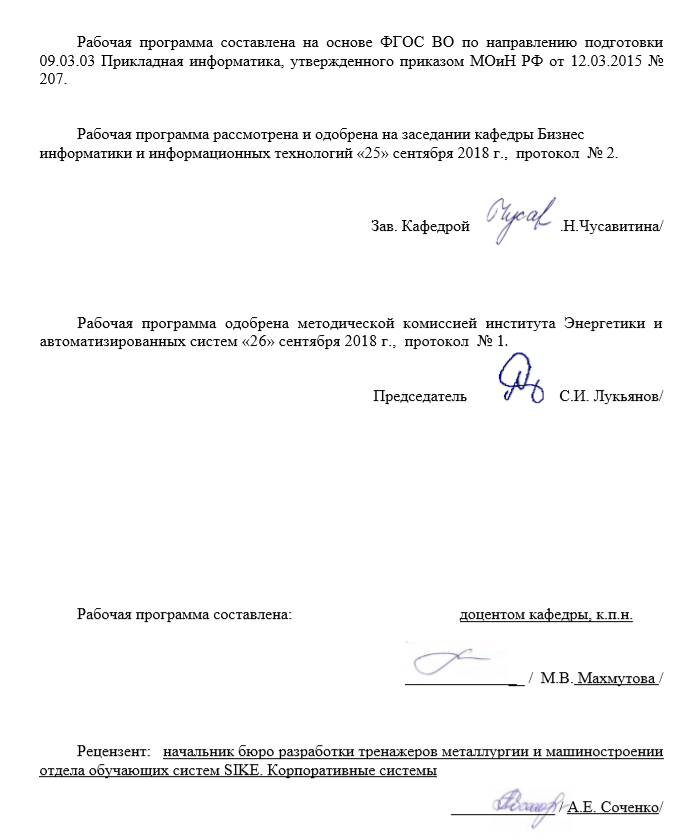 Рабочая программа составлена на основе ФГОС ВО по направлению подготовки
09.03.03 Прикладная информатика, утвержденного приказом МОиН РФ от 12.03.2015 №
207.
Рабочая программа рассмотрена и одобрена на заседании кафедры Бизнес
информатики и информационных технологий «25» сентября 2018 г., протокол № 2.
Зав. Кафедрой Чусав .Н.Чусавитина/
Рабочая программа одобрена методической комиссией института Энергетики и
автоматизированных систем «26» сентября 2018 г., протокол № 1.
Председатель С.И. Лукьянов/
Рабочая программа составлена: доцентом кафедры, к.п.н.
/ М.В. Махмутова /
Рецензент: начальник бюро разработки тренажеров металлургии и машиностроении
отдела обучающих систем SIKE. Корпоративные системы
/ А.Е. Соченко/